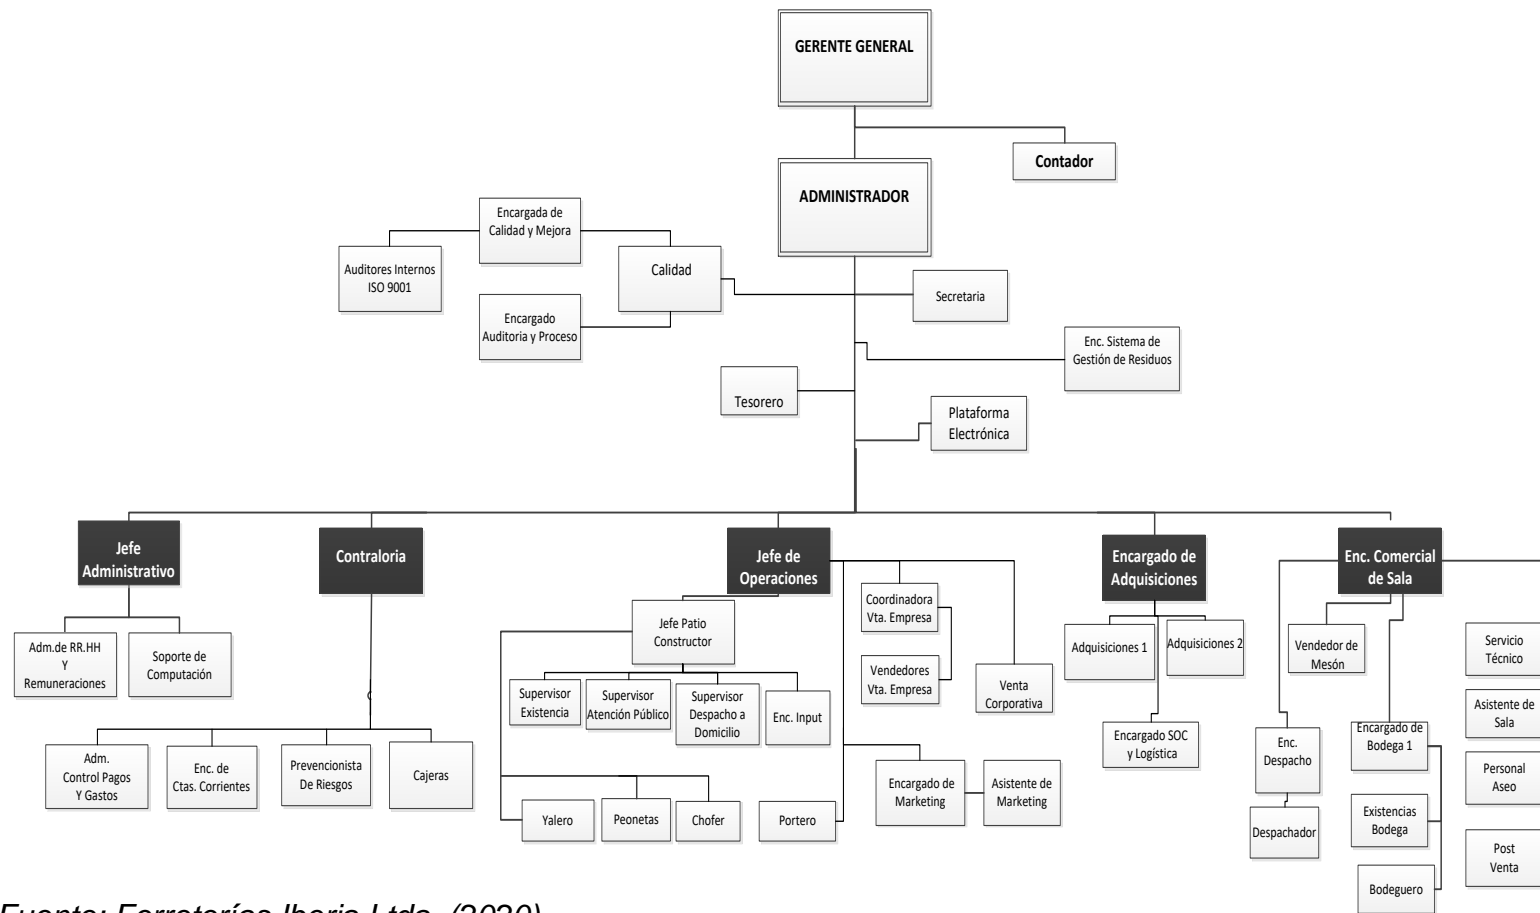 GERENTE GENERAL
Contador
ADMINISTRADOR
Encargada de
Calidad y Mejora
Auditores Internos
ISO 9001
Calidad
Encargado
Auditoria y Proceso
Secretaria
Enc. Sistema de
Gestión de Residuos
Tesorero
Plataforma
Electrónica
Jefe
Administrativo
Contraloria
Jefe de
Operaciones
Encargado de
Adquisiciones
Enc. Comercial
de Sala
Adm.de RR.HH
Y
Remuneraciones
Soporte de
Computación
Adm.
Control Pagos
Y Gastos
Enc. de
Ctas. Corrientes
Prevencionista
De Riesgos
Cajeras
Jefe Patio
Constructor
Supervisor
Existencia
Supervisor
Atención Público
Supervisor
Despacho a
Domicilio
Enc. Input
Yalero
Peonetas
Chofer
Portero
Coordinadora
Vta. Empresa
Vendedores
Vta. Empresa
Venta
Corporativa
Encargado de
Marketing
Asistente de
Marketing
Adquisiciones 1
Adquisiciones 2
Encargado SOC
y Logística
Vendedor de
Mesón
Enc.
Despacho
Despachador
Encargado de
Bodega 1
Existencias
Bodega
Bodeguero
Servicio
Técnico
Asistente de
Sala
Personal
Aseo
Post
Venta
Fuente: Ferreterías Iberia Ltda. (2020)